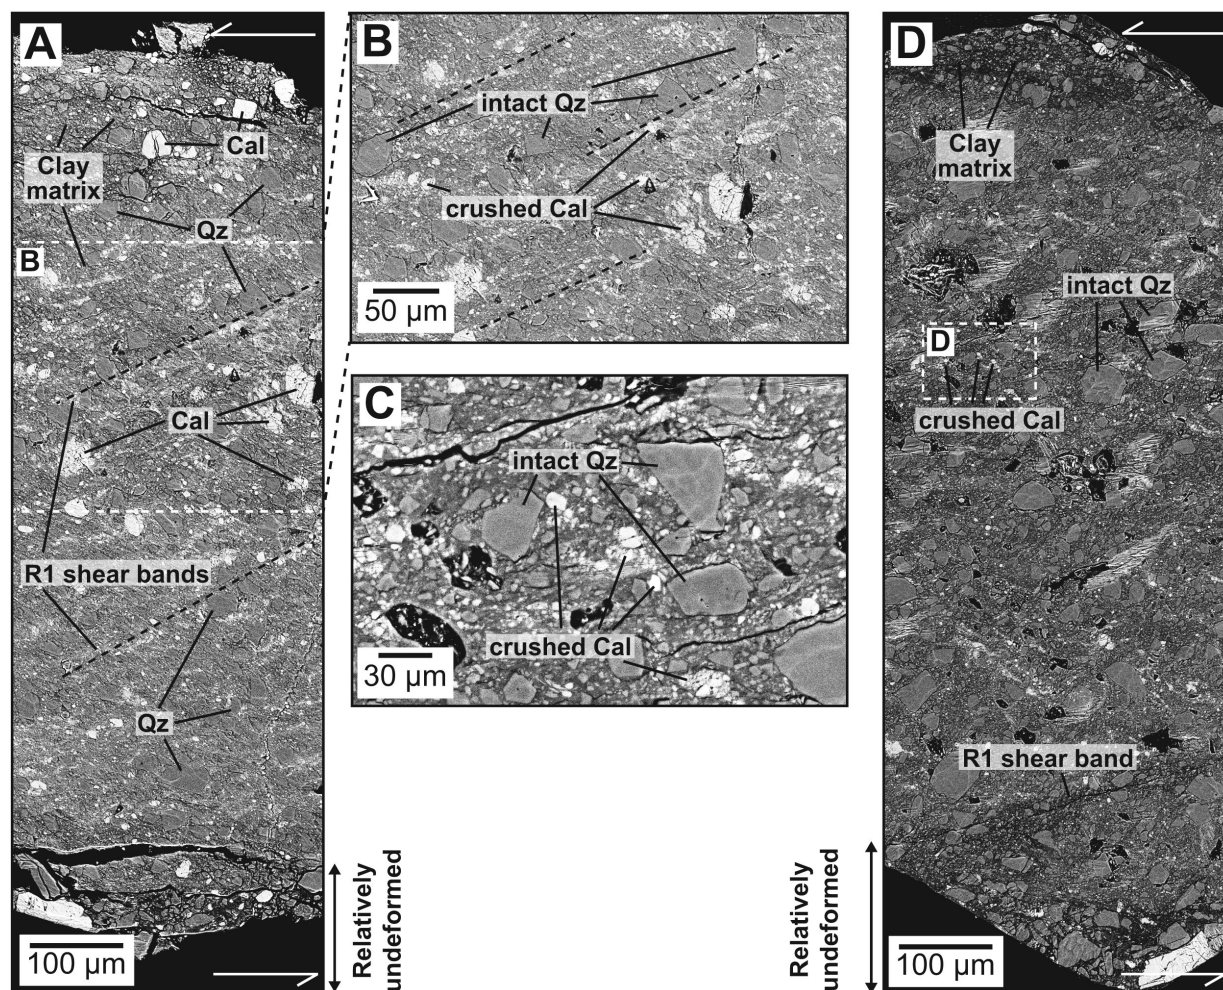 A
Cal
Clay
matrix
Qz
B
Cal
R1 shear bands
Qz
100 µm
Relatively
undeformed
B
intact Qz
crushed Cal
50 µm
C
intact Qz
crushed Cal
30 µm
D
Clay
matrix
intact Qz
D
crushed Cal
R1 shear band
Relatively
undeformed
100 µm